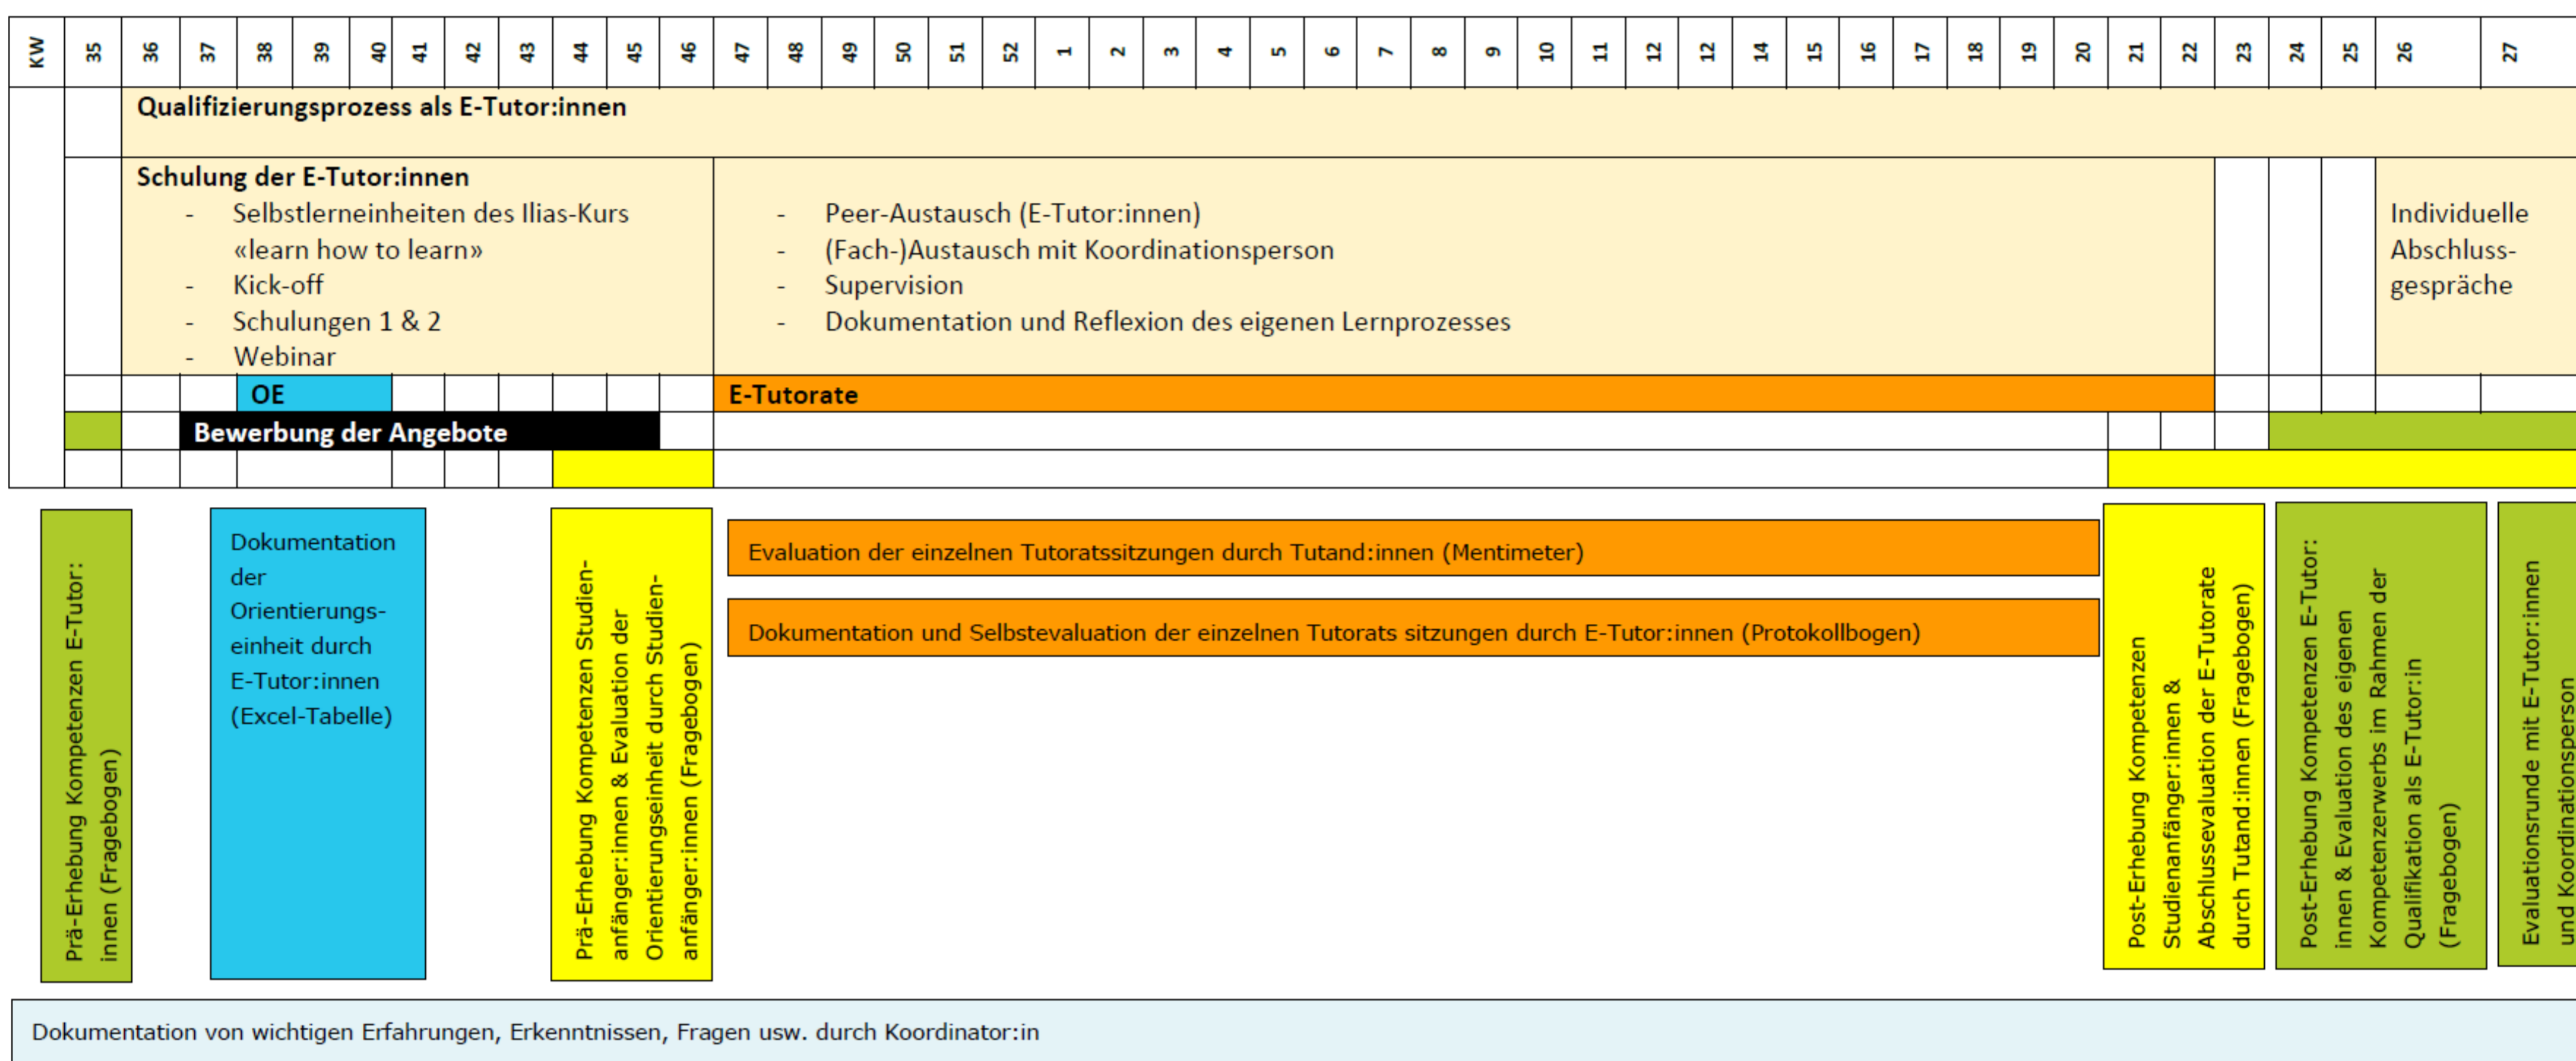 KW 35 36 37 38 39 40 41 42 43 44 45 46 47 48 49 50 51 52 1 2 3 4 5 6 7 8 9 10 11 12 12 14 15 16 17 18 19 20 21 22 23 24 25 26 27
Qualifizierungsprozess als E-Tutor:innen
Schulung der E-Tutor:innen
- Selbstlerneinheiten des Ilias-Kurs
«learn how to learn»
- Kick-off
- Schulungen 1 & 2
- Webinar
- Peer-Austausch (E-Tutor:innen)
- (Fach-)Austausch mit Koordinationsperson
- Supervision
- Dokumentation und Reflexion des eigenen Lernprozesses
Individuelle
Abschluss-
gespräche
OE
E-Tutorate
Bewerbung der Angebote
Prä-Erhebung Kompetenzen E-Tutor:
innen (Fragebogen)
Dokumentation
der
Orientierungs-
einheit durch
E-Tutor:innen
(Excel-Tabelle)
Prä-Erhebung Kompetenzen Studien-
anfänger:innen & Evaluation der
Orientierungseinheit durch Studien-
anfänger:innen (Fragebogen)
Evaluation der einzelnen Tutoratssitzungen durch Tutand:innen (Mentimeter)
Dokumentation und Selbstevaluation der einzelnen Tutorats sitzungen durch E-Tutor:innen (Protokollbogen)
Post-Erhebung Kompetenzen
Studienanfänger:innen &
Abschlussevaluation der E-Tutorate
durch Tutand:innen (Fragebogen)
Post-Erhebung Kompetenzen E-Tutor:
innen & Evaluation des eigenen
Kompetenzerwerbs im Rahmen der
Qualifikation als E-Tutor:in
(Fragebogen)
Evaluationsrunde mit E-Tutor:innen
und Koordinationsperson
Dokumentation von wichtigen Erfahrungen, Erkenntnissen, Fragen usw. durch Koordinator:in